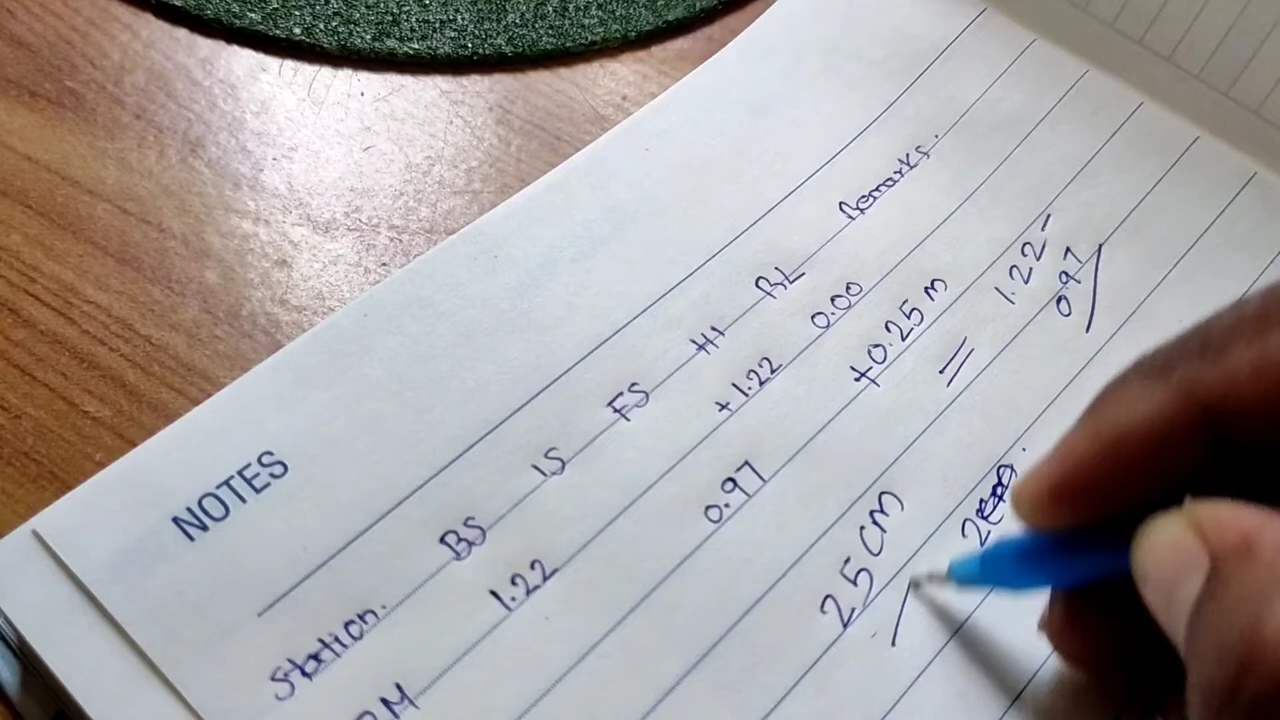 NOTES
Station. BS IS FS HI RL Remarks.
1.22 +1.22 0.00
0.97 +0.25 m
= 1.22-
0.97
25 CM